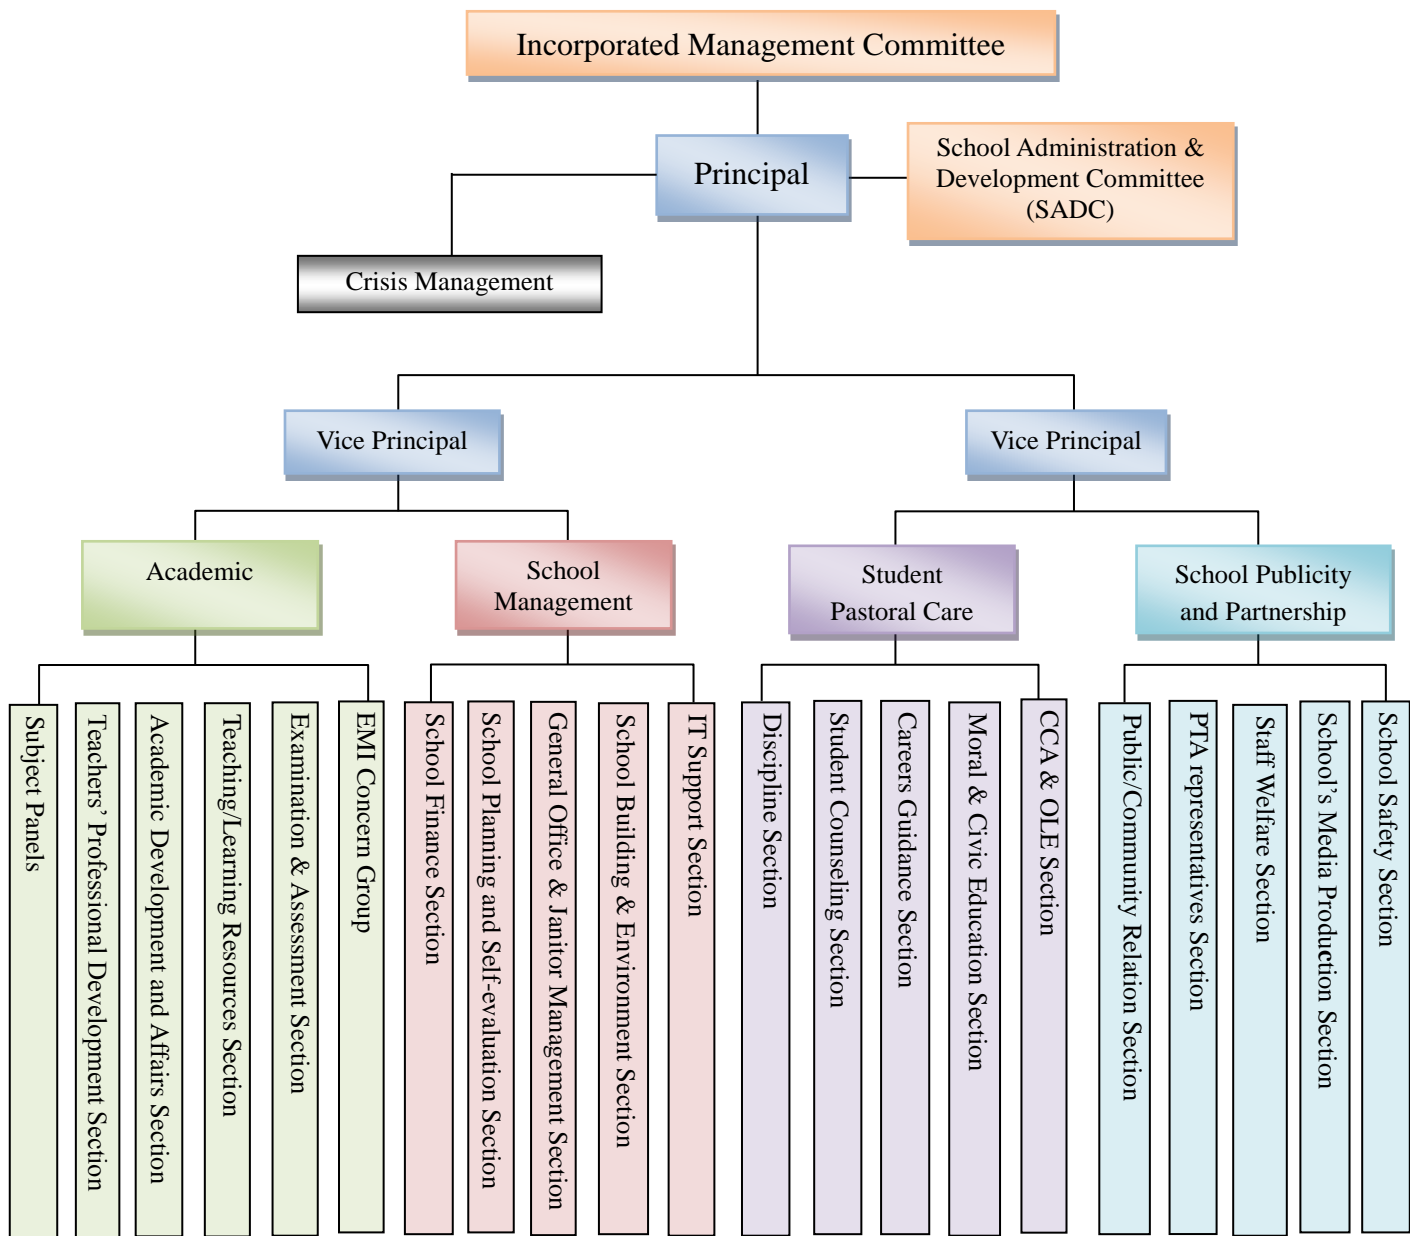 Incorporated Management Committee
Principal
School Administration &
Development Committee
(SADC)
Crisis Management
Vice Principal
Vice Principal
Academic
School
Management
Student
Pastoral Care
School Publicity
and Partnership
Subject Panels
Teachers’ Professional Development Section
Academic Development and Affairs Section
Teaching/Learning Resources Section
Examination & Assessment Section
EMI Concern Group
School Finance Section
School Planning and Self-evaluation Section
General Office & Janitor Management Section
School Building & Environment Section
IT Support Section
Discipline Section
Student Counseling Section
Careers Guidance Section
Moral & Civic Education Section
CCA & OLE Section
Public/Community Relation Section
PTA representatives Section
Staff Welfare Section
School’s Media Production Section
School Safety Section